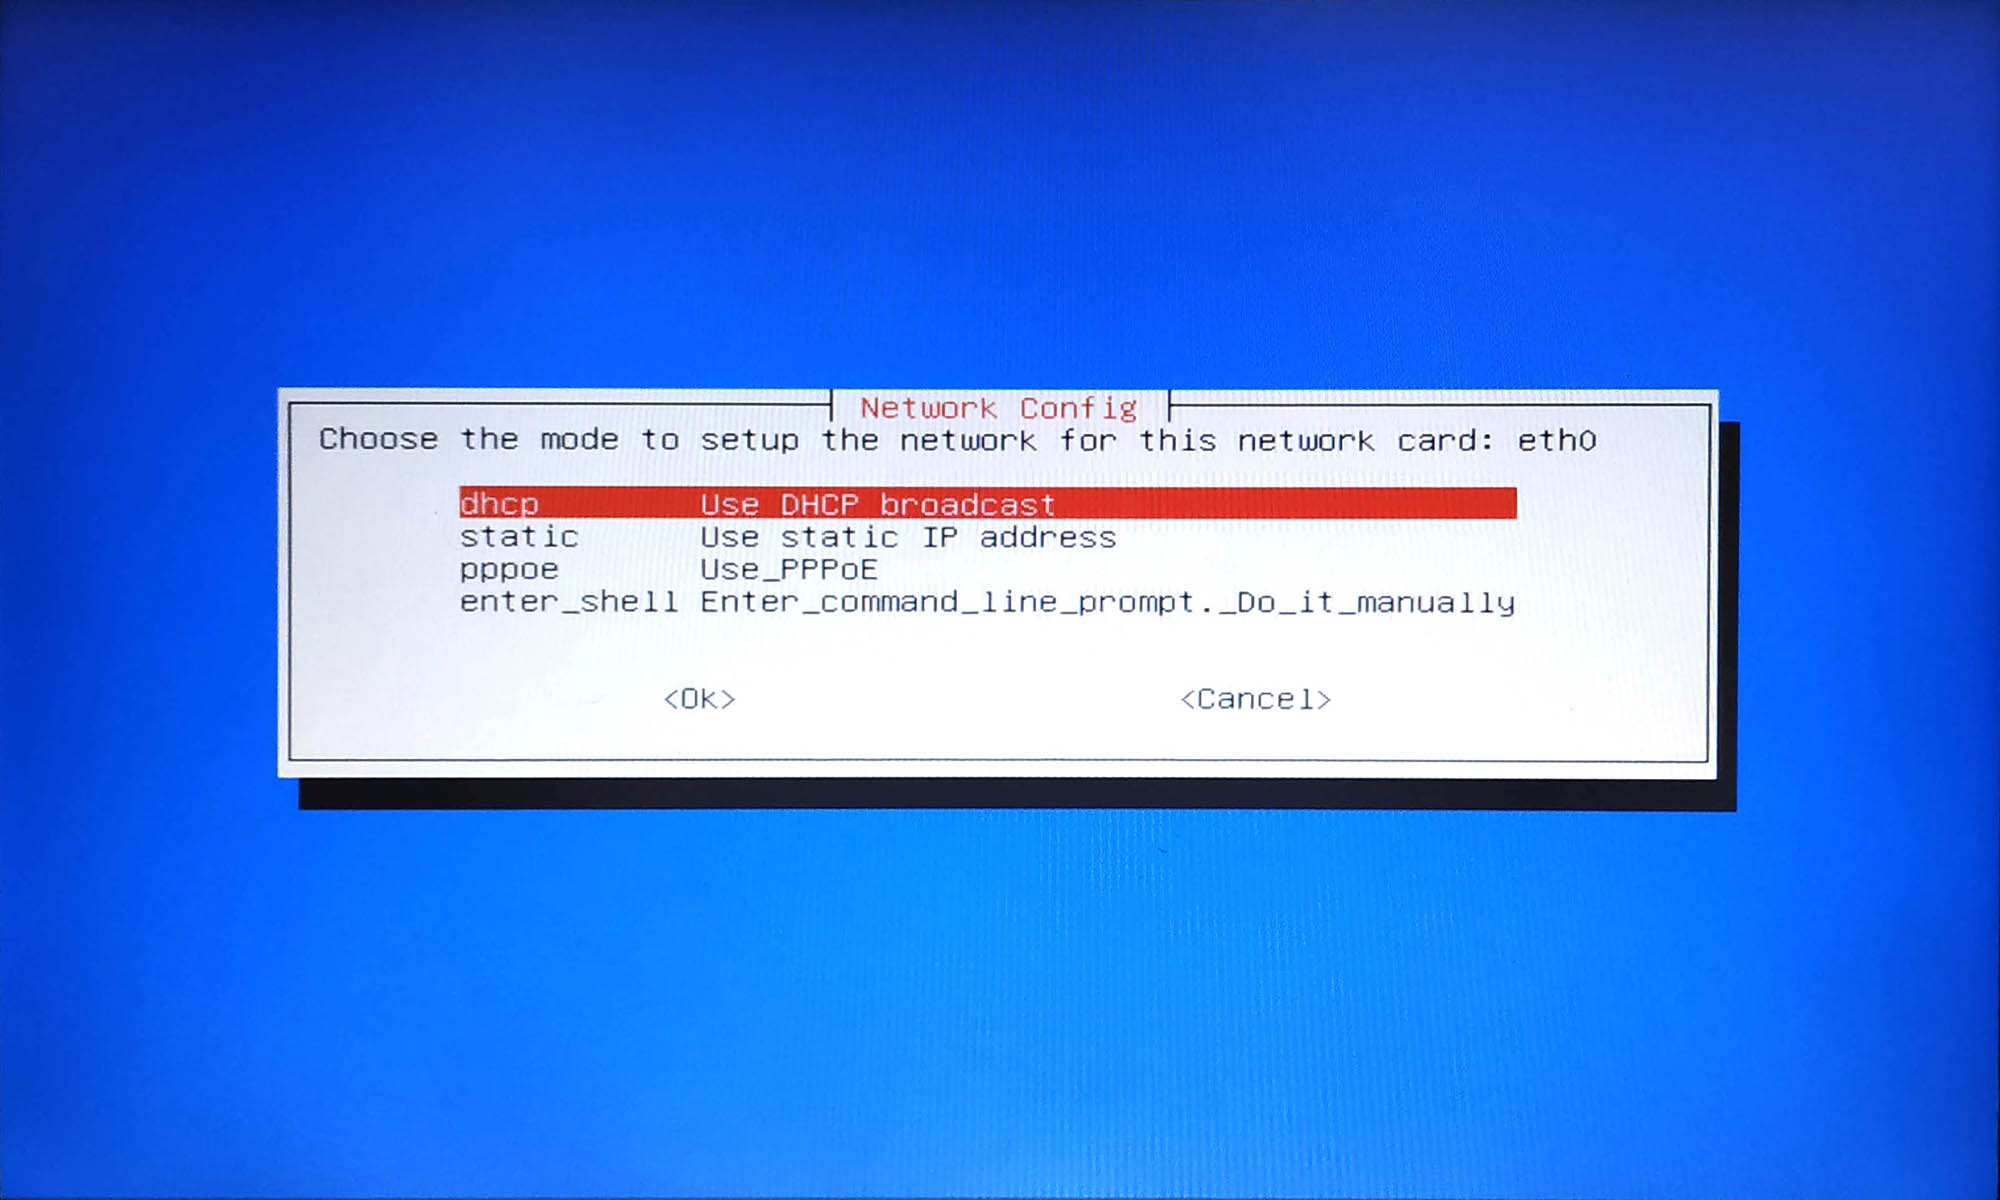 Network Config
Choose the mode to setup the network for this network card: eth0
dhcp Use DHCP broadcast
static Use static IP address
pppoe Use_PPPoE
enter_shell Enter_command_line_prompt._Do_it_manually
<Ok> <Cancel>